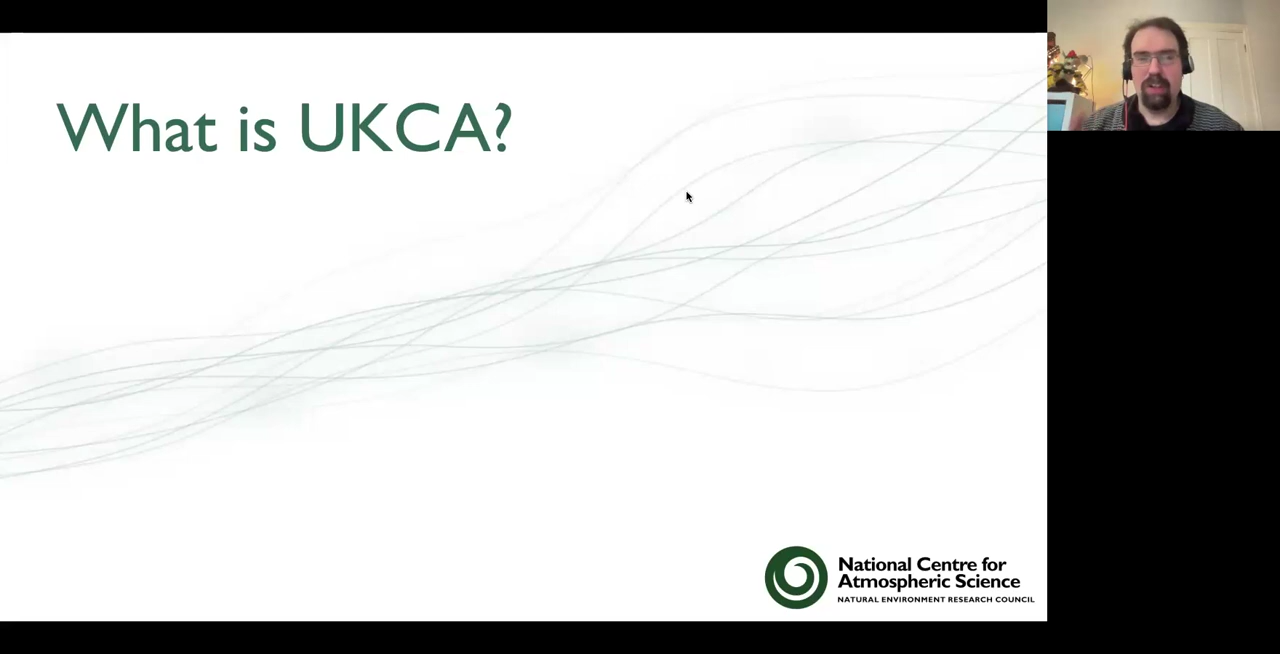 What is UKCA?
National Centre for
Atmospheric Science
NATURAL ENVIRONMENT RESEARCH COUNCIL